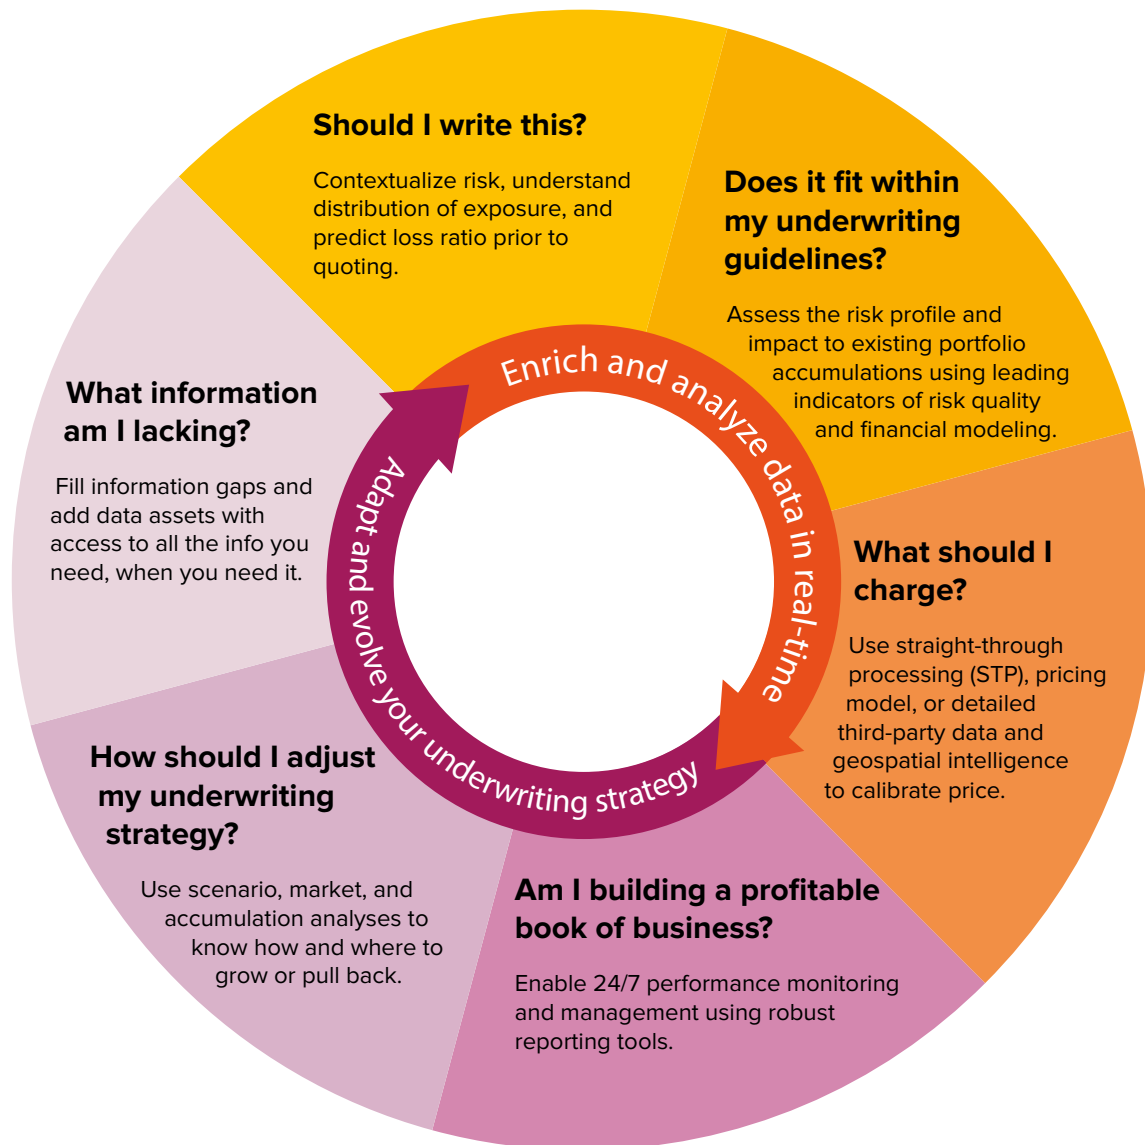 Should I write this?
Contextualize risk, understand
distribution of exposure, and
predict loss ratio prior to
quoting.
Does it fit within
my underwriting
guidelines?
Assess the risk profile and
impact to existing portfolio
accumulations using leading
indicators of risk quality
and financial modeling.
What should I
charge?
Use straight-through
processing (STP), pricing
model, or detailed
third-party data and
geospatial intelligence
to calibrate price.
Am I building a profitable
book of business?
Enable 24/7 performance monitoring
and management using robust
reporting tools.
How should I adjust
my underwriting
strategy?
Use scenario, market, and
accumulation analyses to
know how and where to
grow or pull back.
What information
am I lacking?
Fill information gaps and
add data assets with
access to all the info you
need, when you need it.
Enrich and analyze data in real-time
Adapt and evolve your underwriting strategy